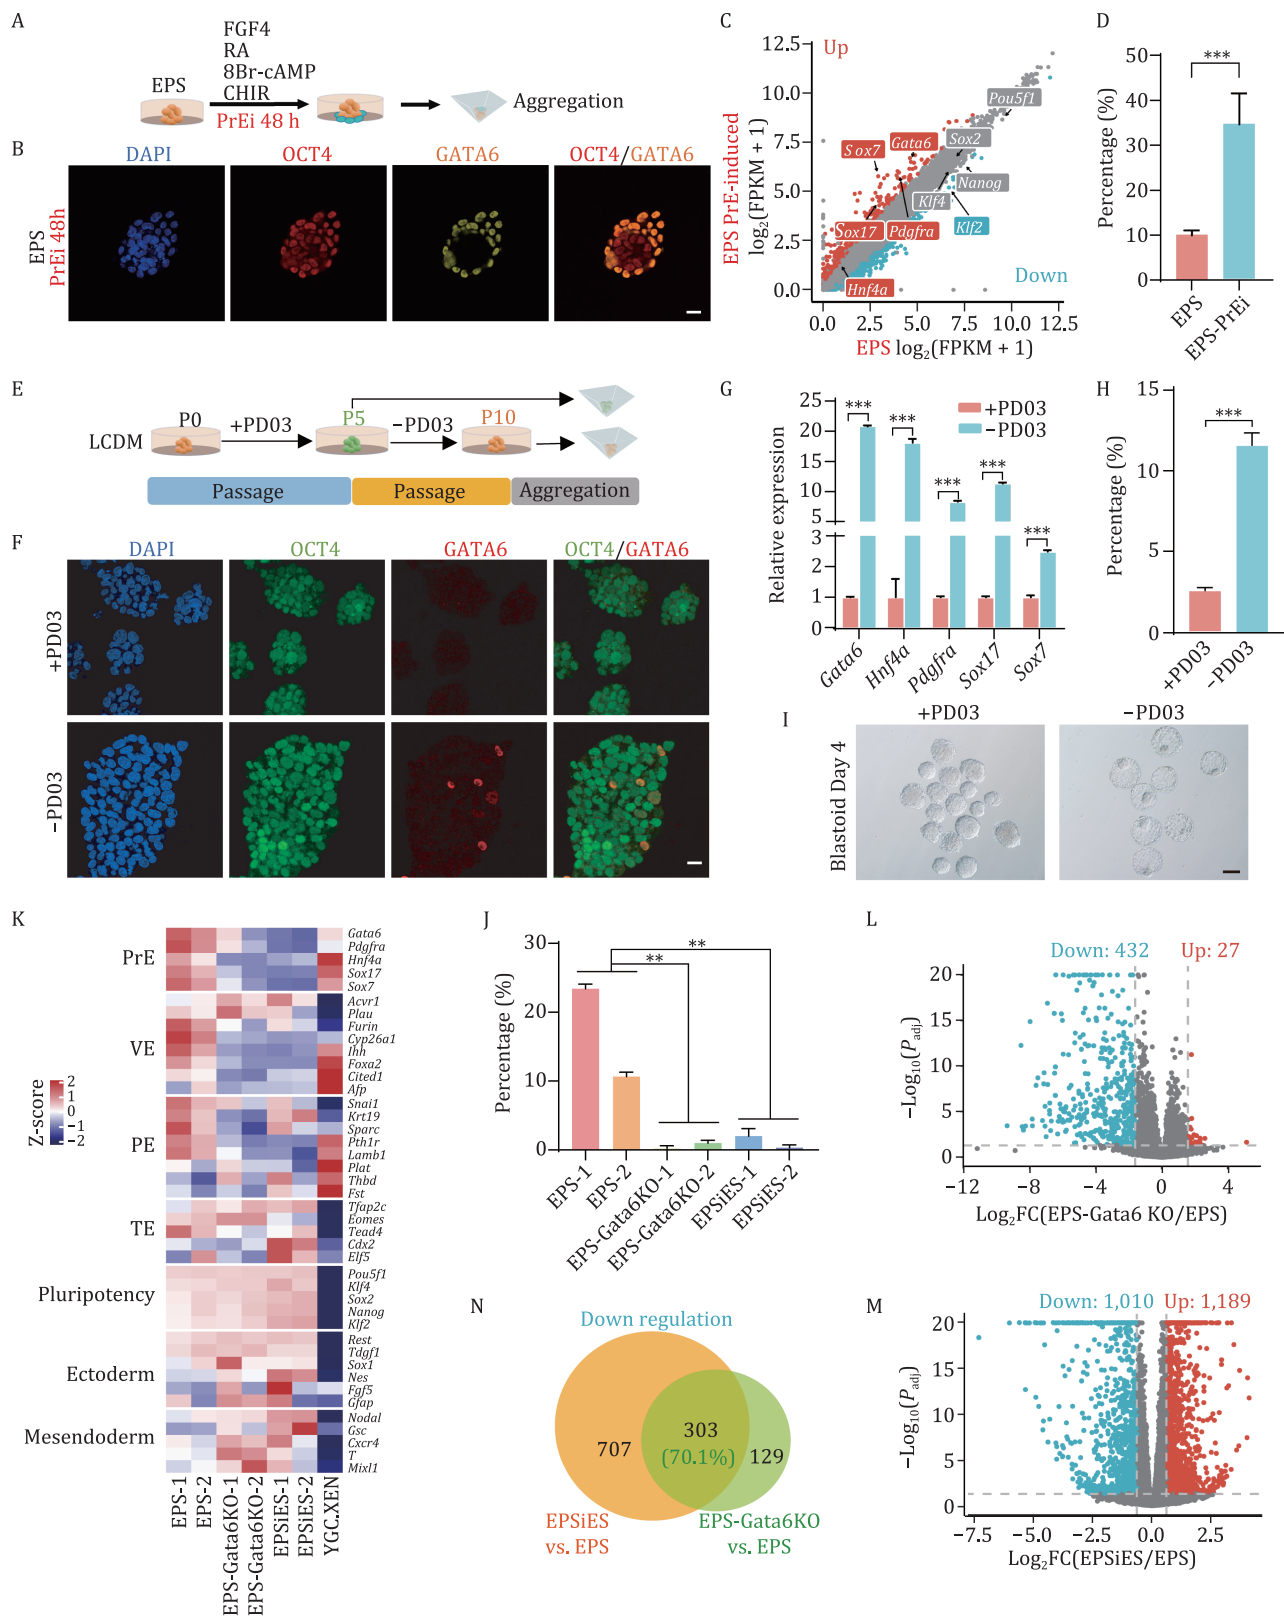 A
FGF4
RA
8Br-cAMP
CHIR
EPS
PrEi 48 h
Aggregation
B
DAPI
OCT4
GATA6
OCT4/GATA6
EPS
PrEi 48h
C
Up
12.5
10.0
7.5
5.0
2.5
0.0
EPS PrE-induced
log2(FPKM + 1)
Pou5f1
Gata6
Sox2
Sox7
Nanog
Klf4
Sox17
Pdgfra
Klf2
Hnf4a
Down
0.0 2.5 5.0 7.5 10.0 12.5
EPS log2(FPKM + 1)
D
***
50
40
30
20
10
0
Percentage (%)
EPS
EPS-PrEi
E
LCDM
P0
+PD03
P5
−PD03
P10
Passage
Passage
Aggregation
F
DAPI
OCT4
GATA6
OCT4/GATA6
+PD03
−PD03
G
+PD03
−PD03
***
***
***
***
***
25
20
15
10
5
3
2
1
0
Relative expression
Gata6
Hnf4a
Pdgfra
Sox17
Sox7
H
***
15
10
5
0
Percentage (%)
+PD03
−PD03
I
+PD03
−PD03
Blastoid Day 4
K
PrE
VE
PE
TE
Pluripotency
Ectoderm
Mesendoderm
Z-score
2
1
0
−1
−2
Gata6
Pdgfra
Hnf4a
Sox17
Sox7
Acvr1
Plau
Furin
Cyp26a1
Ihh
Foxa2
Cited1
Afp
Snai1
Krt19
Sparc
Pth1r
Lamb1
Plat
Thbd
Fst
Tfap2c
Eomes
Tead4
Cdx2
Elf5
Pou5f1
Klf4
Sox2
Nanog
Klf2
Rest
Tdgf1
Sox1
Nes
Fgf5
Gfap
Nodal
Gsc
Cxcr4
T
Mixl1
EPS-1
EPS-2
EPS-Gata6KO-1
EPS-Gata6KO-2
EPSiES-1
EPSiES-2
YGC.XEN
J
**
**
30
20
10
0
Percentage (%)
EPS-1
EPS-2
EPS-Gata6KO-1
EPS-Gata6KO-2
EPSiES-1
EPSiES-2
L
Down: 432
Up: 27
20
15
10
5
0
−Log10(Padj)
−12 −8 −4 0 4
Log2FC(EPS-Gata6 KO/EPS)
N
Down regulation
707
303
(70.1%)
129
EPSiES
vs. EPS
EPS-Gata6KO
vs. EPS
M
Down: 1,010
Up: 1,189
20
15
10
5
0
−Log10(Padj)
−7.5 −5.0 −2.5 0.0 2.5
Log2FC(EPSiES/EPS)